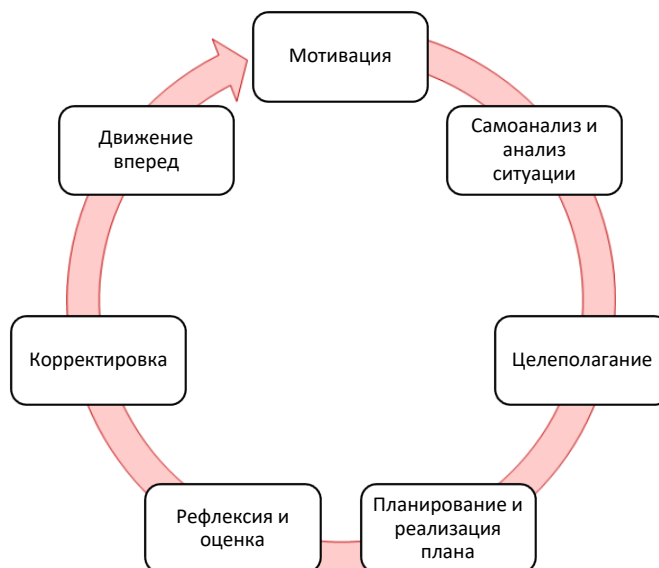 Мотивация
Самоанализ и
анализ
ситуации
Целеполагание
Планирование и
реализация
плана
Рефлексия и
оценка
Корректировка
Движение
вперед